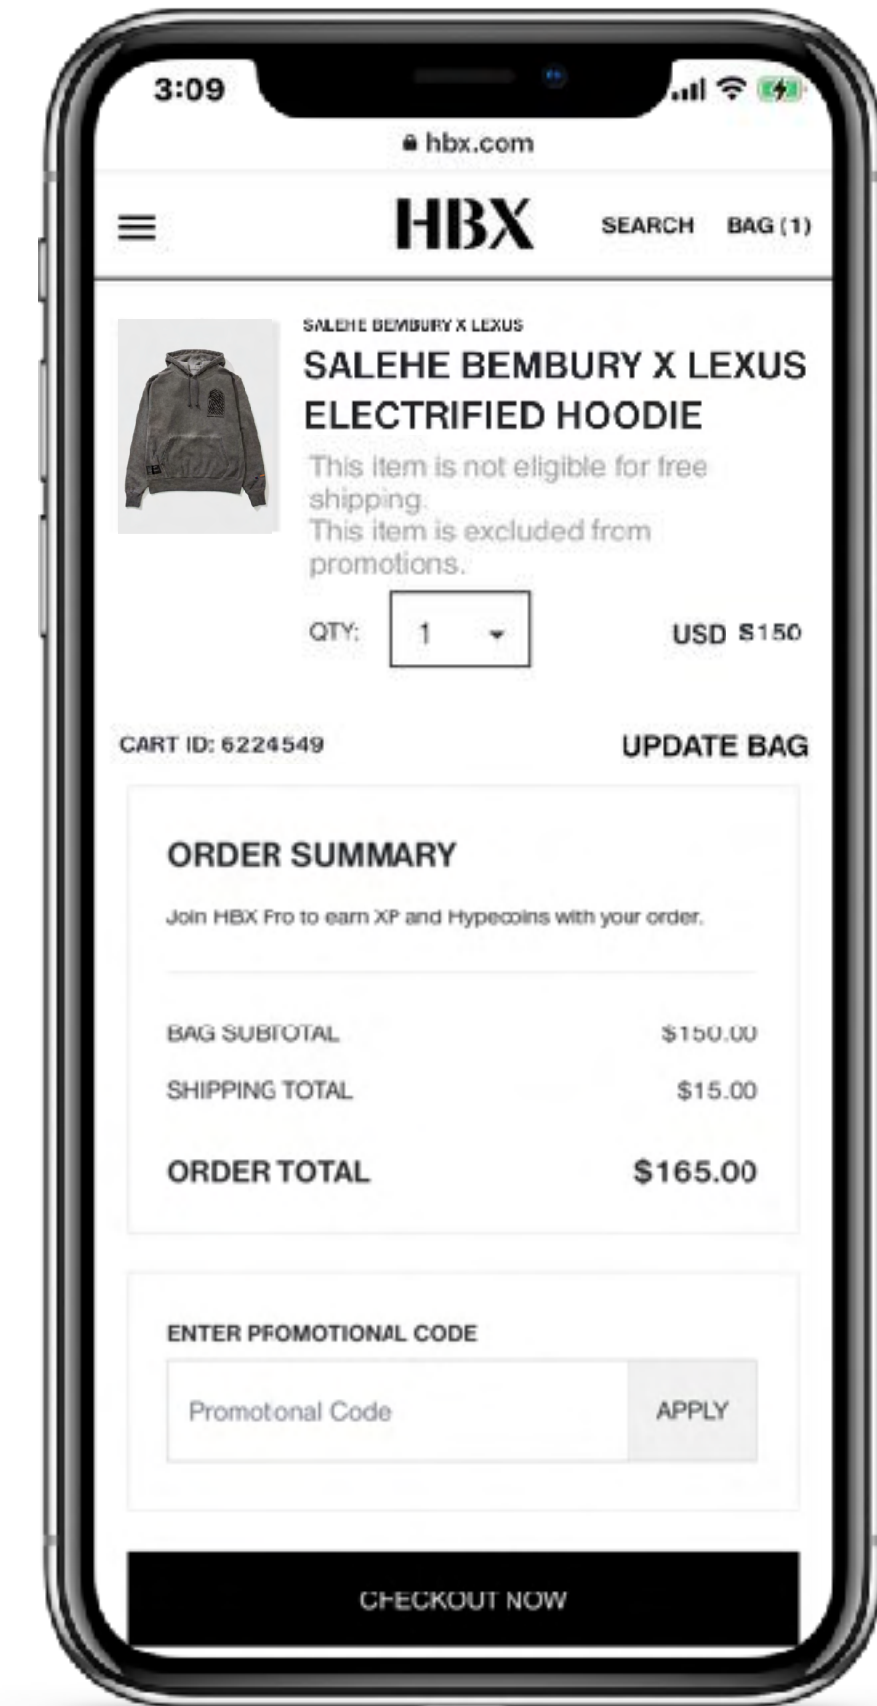 3:09
hbx.com
HBX
SEARCH BAG (1)
SALEHE BEMBURY X LEXUS
SALEHE BEMBURY X LEXUS
ELECTRIFIED HOODIE
This item is not eligible for free
shipping.
This item is excluded from
promotions.
QTY: 1 USD $150
CART ID: 6224549 UPDATE BAG
ORDER SUMMARY
Join HBX Pro to earn XP and Hypecoins with your order.
BAG SUBTOTAL $150.00
SHIPPING TOTAL $15.00
ORDER TOTAL $165.00
ENTER PROMOTIONAL CODE
Promotional Code APPLY
CHECKOUT NOW